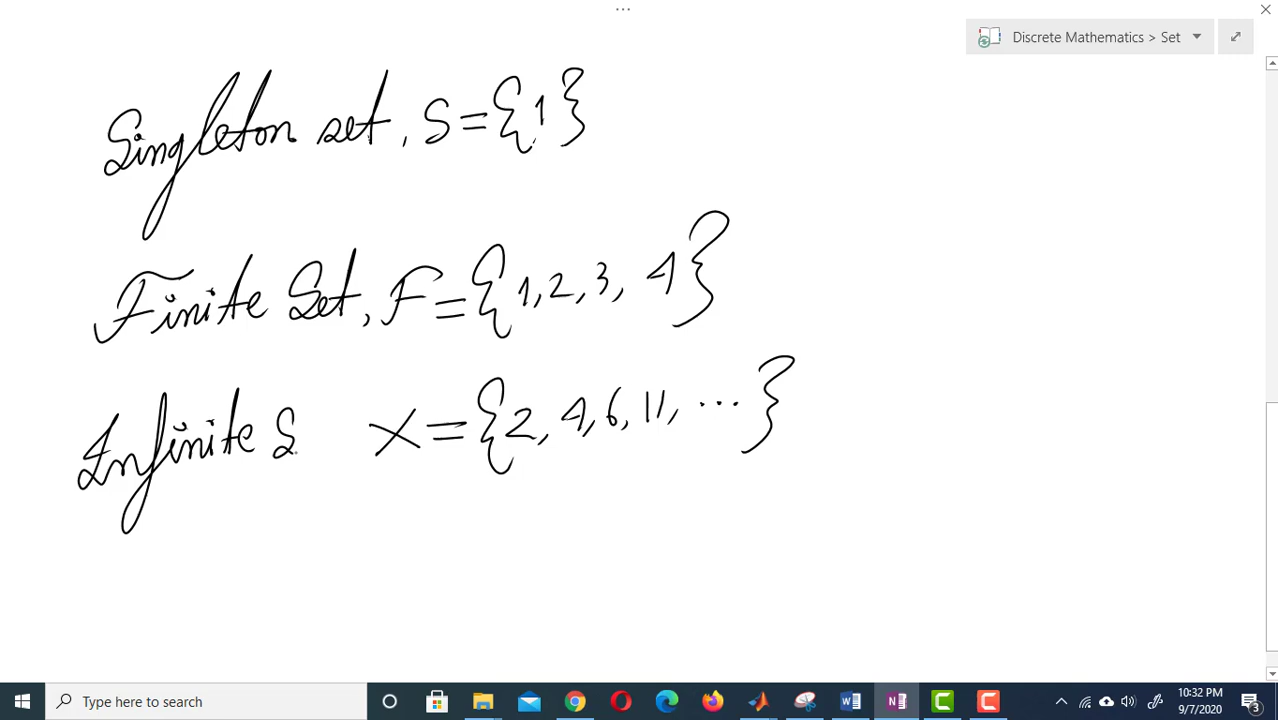 ...
Discrete Mathematics > Set
Singleton set, S={1}
Finite Set, F={1,2,3, 4}
Infinite S X={2,4,6,11, ...}
Type here to search
10:32 PM
9/7/2020
3